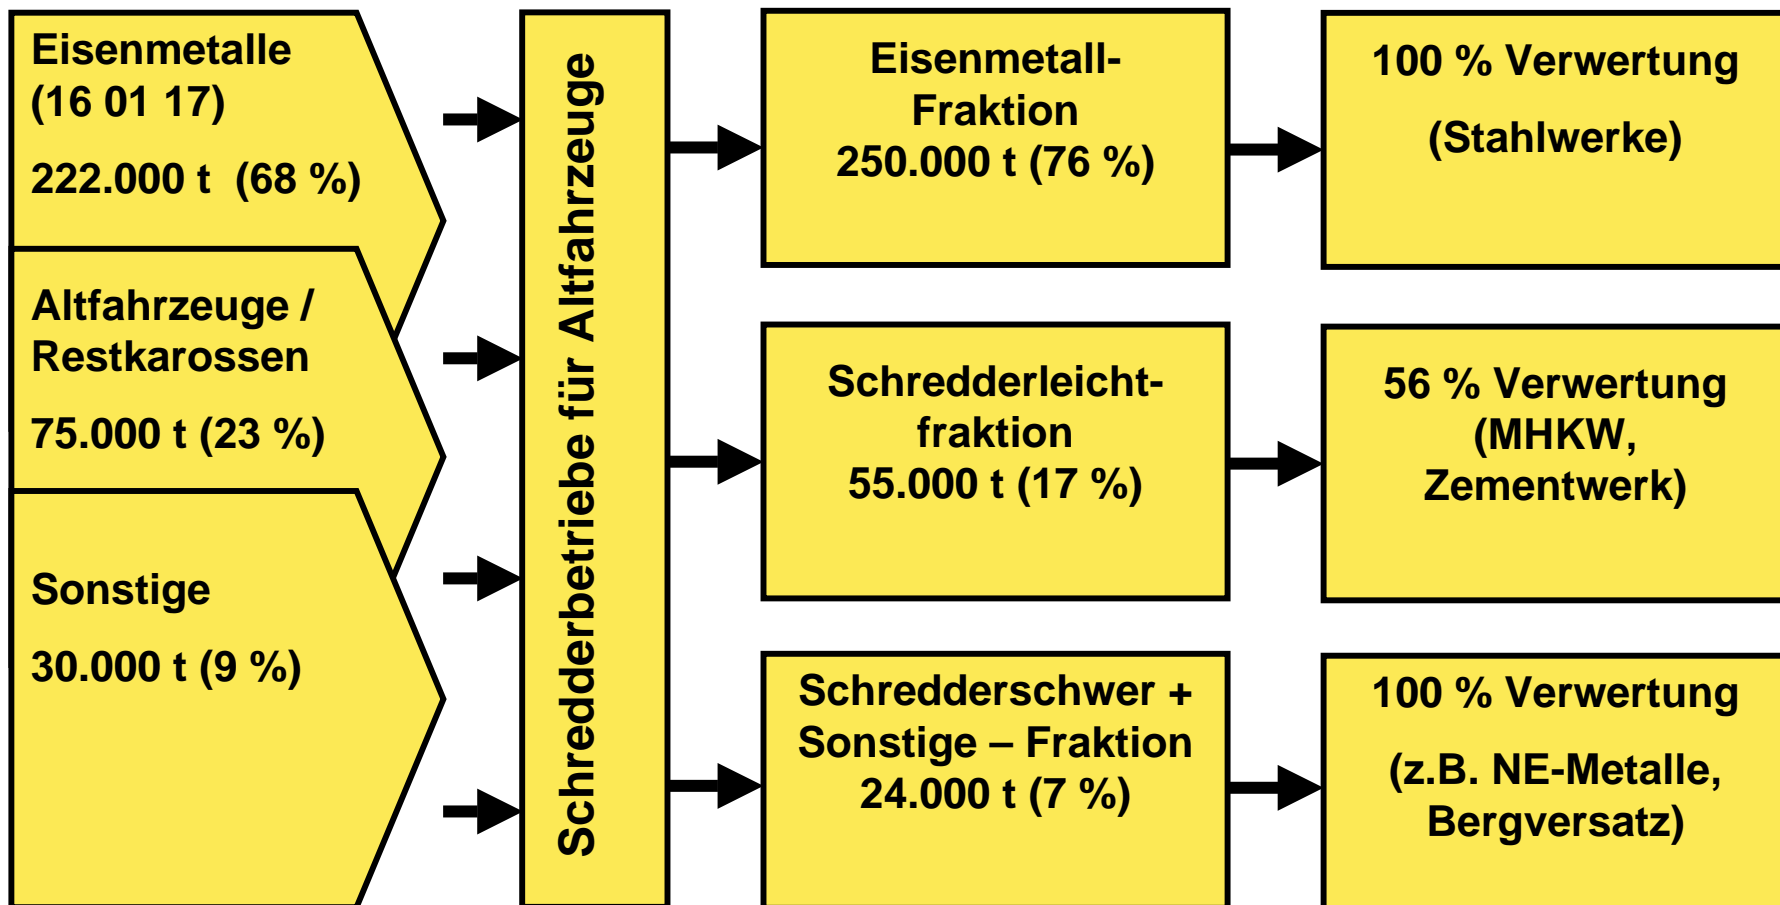 Eisenmetalle
(16 01 17)
222.000 t  (68 %)
Altfahrzeuge /
Restkarossen
75.000 t (23 %)
Sonstige
30.000 t (9 %)
Schredderbetriebe für Altfahrzeuge
Eisenmetall-
Fraktion
250.000 t (76 %)
Schredderleicht-
fraktion
55.000 t (17 %)
Schredderschwer +
Sonstige – Fraktion
24.000 t (7 %)
100 % Verwertung
(Stahlwerke)
56 % Verwertung
(MHKW,
Zementwerk)
100 % Verwertung
(z.B. NE-Metalle,
Bergversatz)